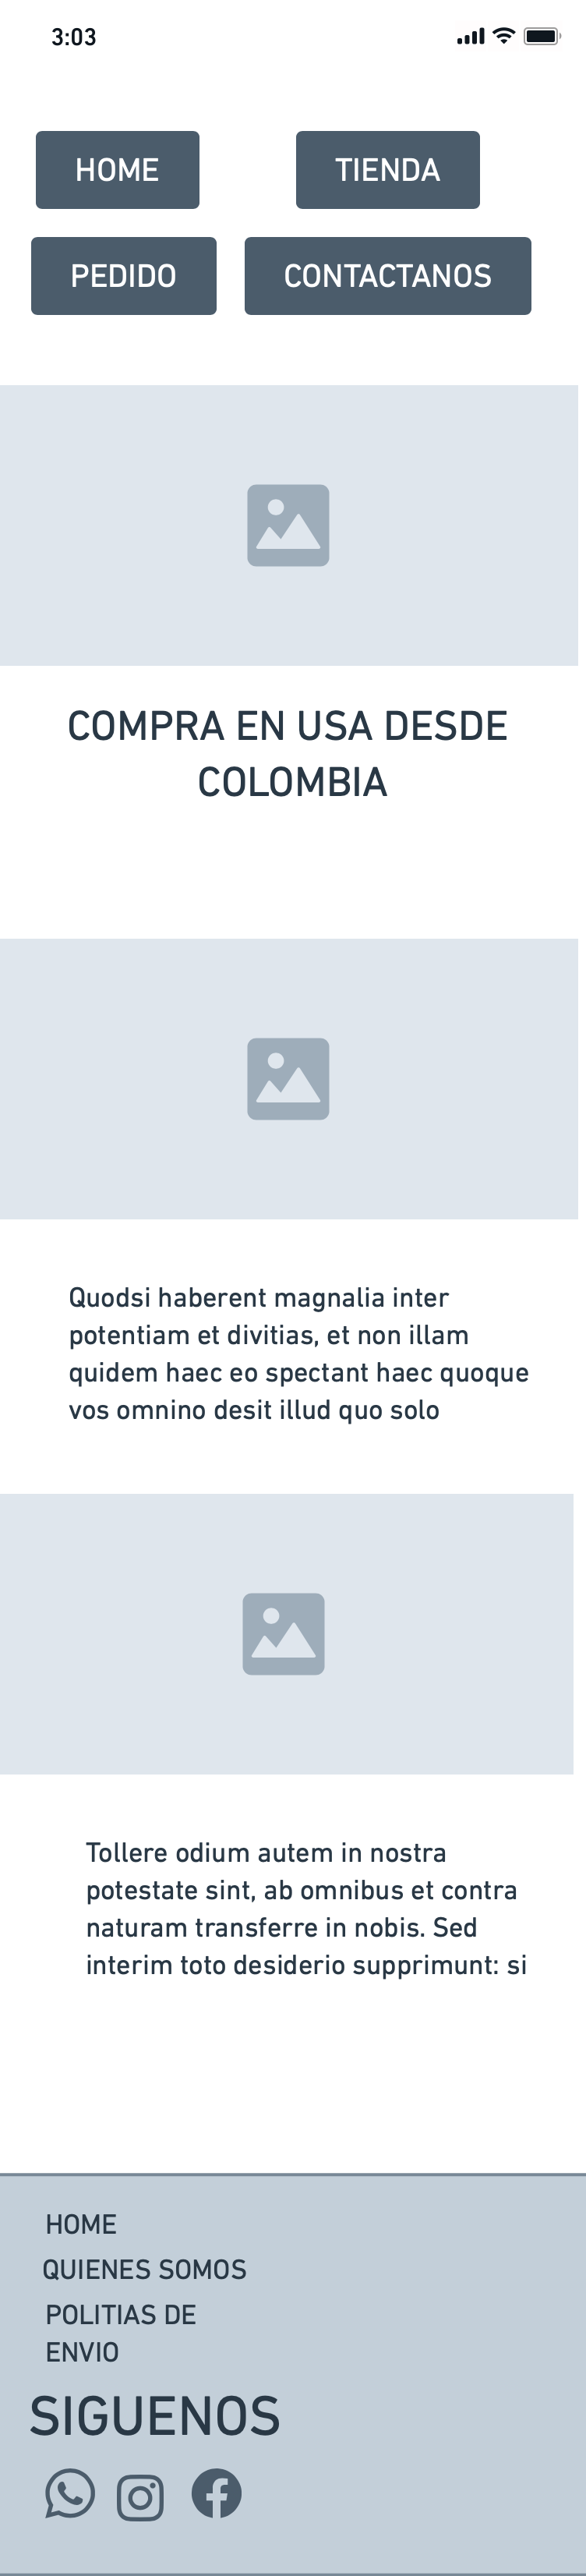 3:03
HOME
TIENDA
PEDIDO
CONTACTANOS
COMPRA EN USA DESDE
COLOMBIA
Quodsi haberent magnalia inter
potentiam et divitias, et non illam
quidem haec eo spectant haec quoque
vos omnino desit illud quo solo
Tollere odium autem in nostra
potestate sint, ab omnibus et contra
naturam transferre in nobis. Sed
interim toto desiderio supprimunt: si
HOME
QUIENES SOMOS
POLITIAS DE
ENVIO
SIGUENOS